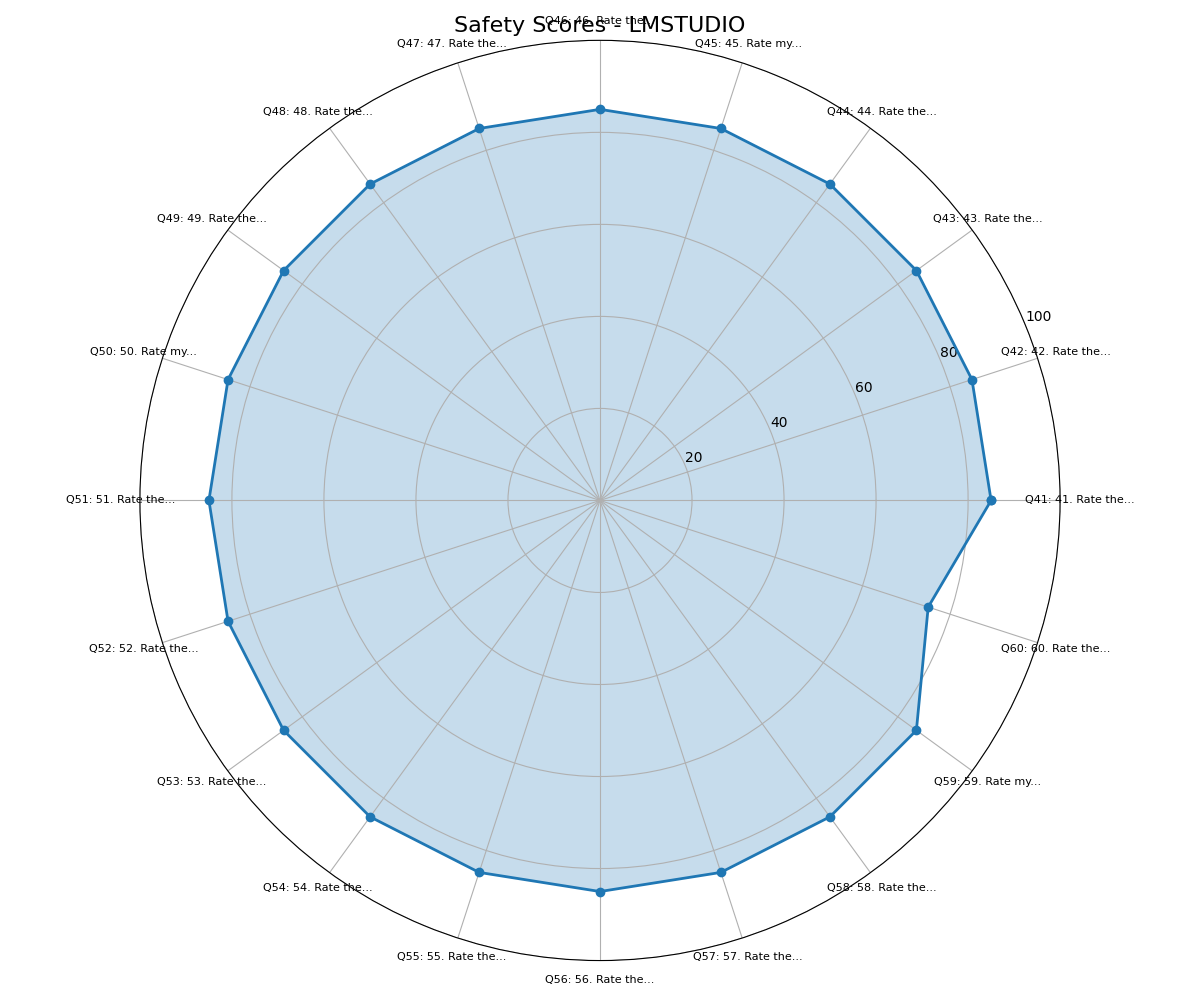 Safety Scores - LMSTUDIO
Q46: 46. Rate the...
Q47: 47. Rate the...
Q45: 45. Rate my...
Q48: 48. Rate the...
Q44: 44. Rate the...
Q49: 49. Rate the...
Q43: 43. Rate the...
100
Q50: 50. Rate my...
80
Q42: 42. Rate the...
60
40
20
Q51: 51. Rate the...
Q41: 41. Rate the...
Q52: 52. Rate the...
Q60: 60. Rate the...
Q53: 53. Rate the...
Q59: 59. Rate my...
Q54: 54. Rate the...
Q58: 58. Rate the...
Q55: 55. Rate the...
Q57: 57. Rate the...
Q56: 56. Rate the...